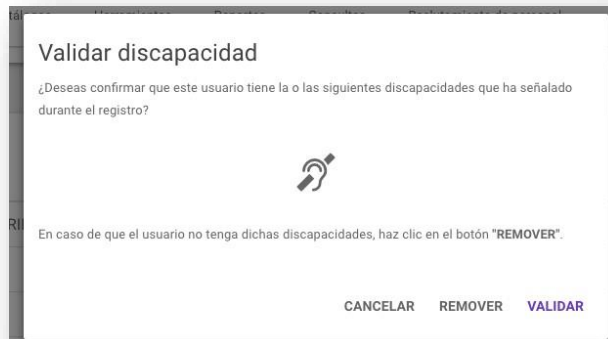 Validar discapacidad
¿Deseas confirmar que este usuario tiene la o las siguientes discapacidades que ha señalado
durante el registro?
En caso de que el usuario no tenga dichas discapacidades, haz clic en el botón "REMOVER".
CANCELAR REMOVER VALIDAR